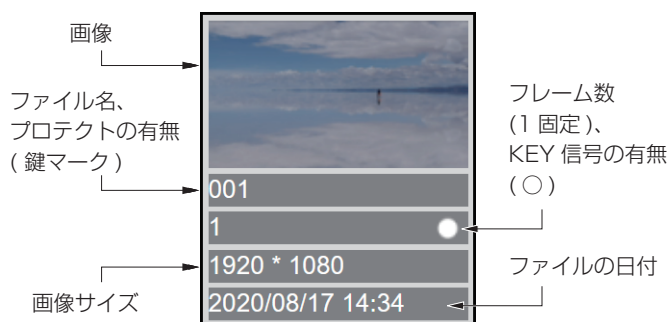 画像
ファイル名、
プロテクトの有無
( 鍵マーク )
画像サイズ
001
1
1920 * 1080
2020/08/17 14:34
フレーム数
(1 固定 )、
KEY 信号の有無
( ○ )
ファイルの日付